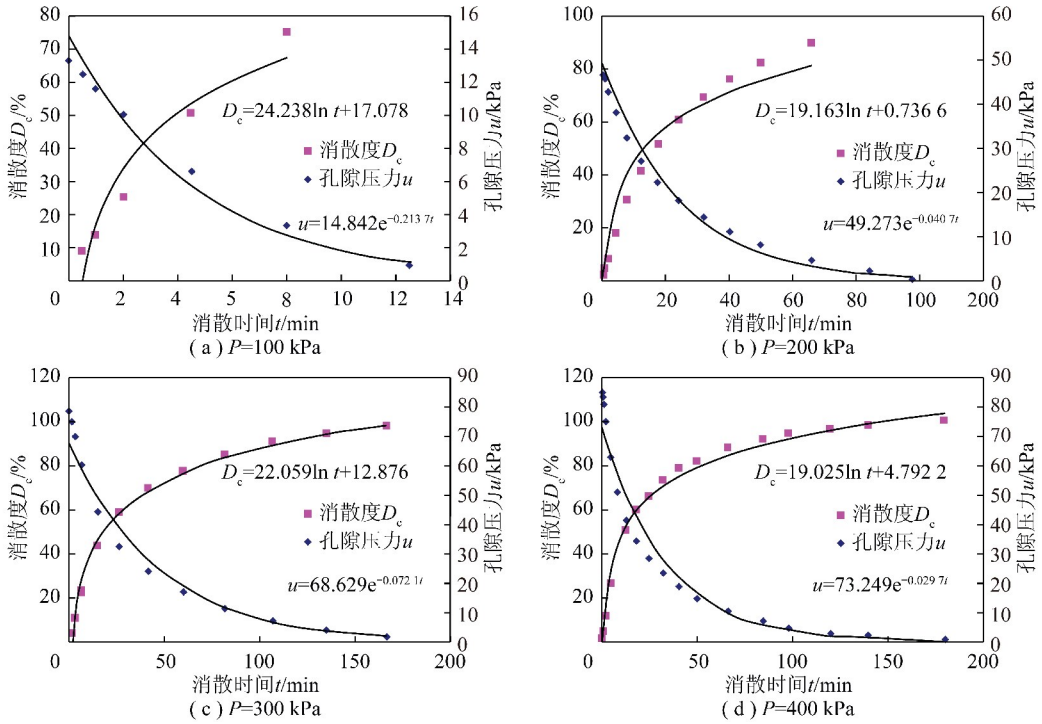 80 16
70 14
60 12
50 10
40 8
30 6
20 4
10 2
0 0
0 2 4 5 8 10 12 14
消散度Dc/%
孔隙压力u/kPa
Dc=24.238ln t+17.078
消散度Dc
孔隙压力u
u=14.842e−0.213 7t
消散时间t/min
( a ) P=100 kPa
100 60
80 50
60 40
40 30
20 20
0 10
0
0 20 40 60 80 100 200
消散度Dc/%
孔隙压力u/kPa
Dc=19.163ln t+0.736 6
消散度Dc
孔隙压力u
u=49.273e−0.040 7t
消散时间t/min
( b ) P=200 kPa
120 90
100 80
80 70
60 60
40 50
20 40
0 30
20
10
0
0 50 100 150 200
消散度Dc/%
孔隙压力u/kPa
Dc=22.059ln t+12.876
消散度Dc
孔隙压力u
u=68.629e−0.072 1t
消散时间t/min
( c ) P=300 kPa
120 90
100 80
80 70
60 60
40 50
20 40
0 30
20
10
0
0 50 100 150 200
消散度Dc/%
孔隙压力u/kPa
Dc=19.025ln t+4.792 2
消散度Dc
孔隙压力u
u=73.249e−0.029 7t
消散时间t/min
( d ) P=400 kPa